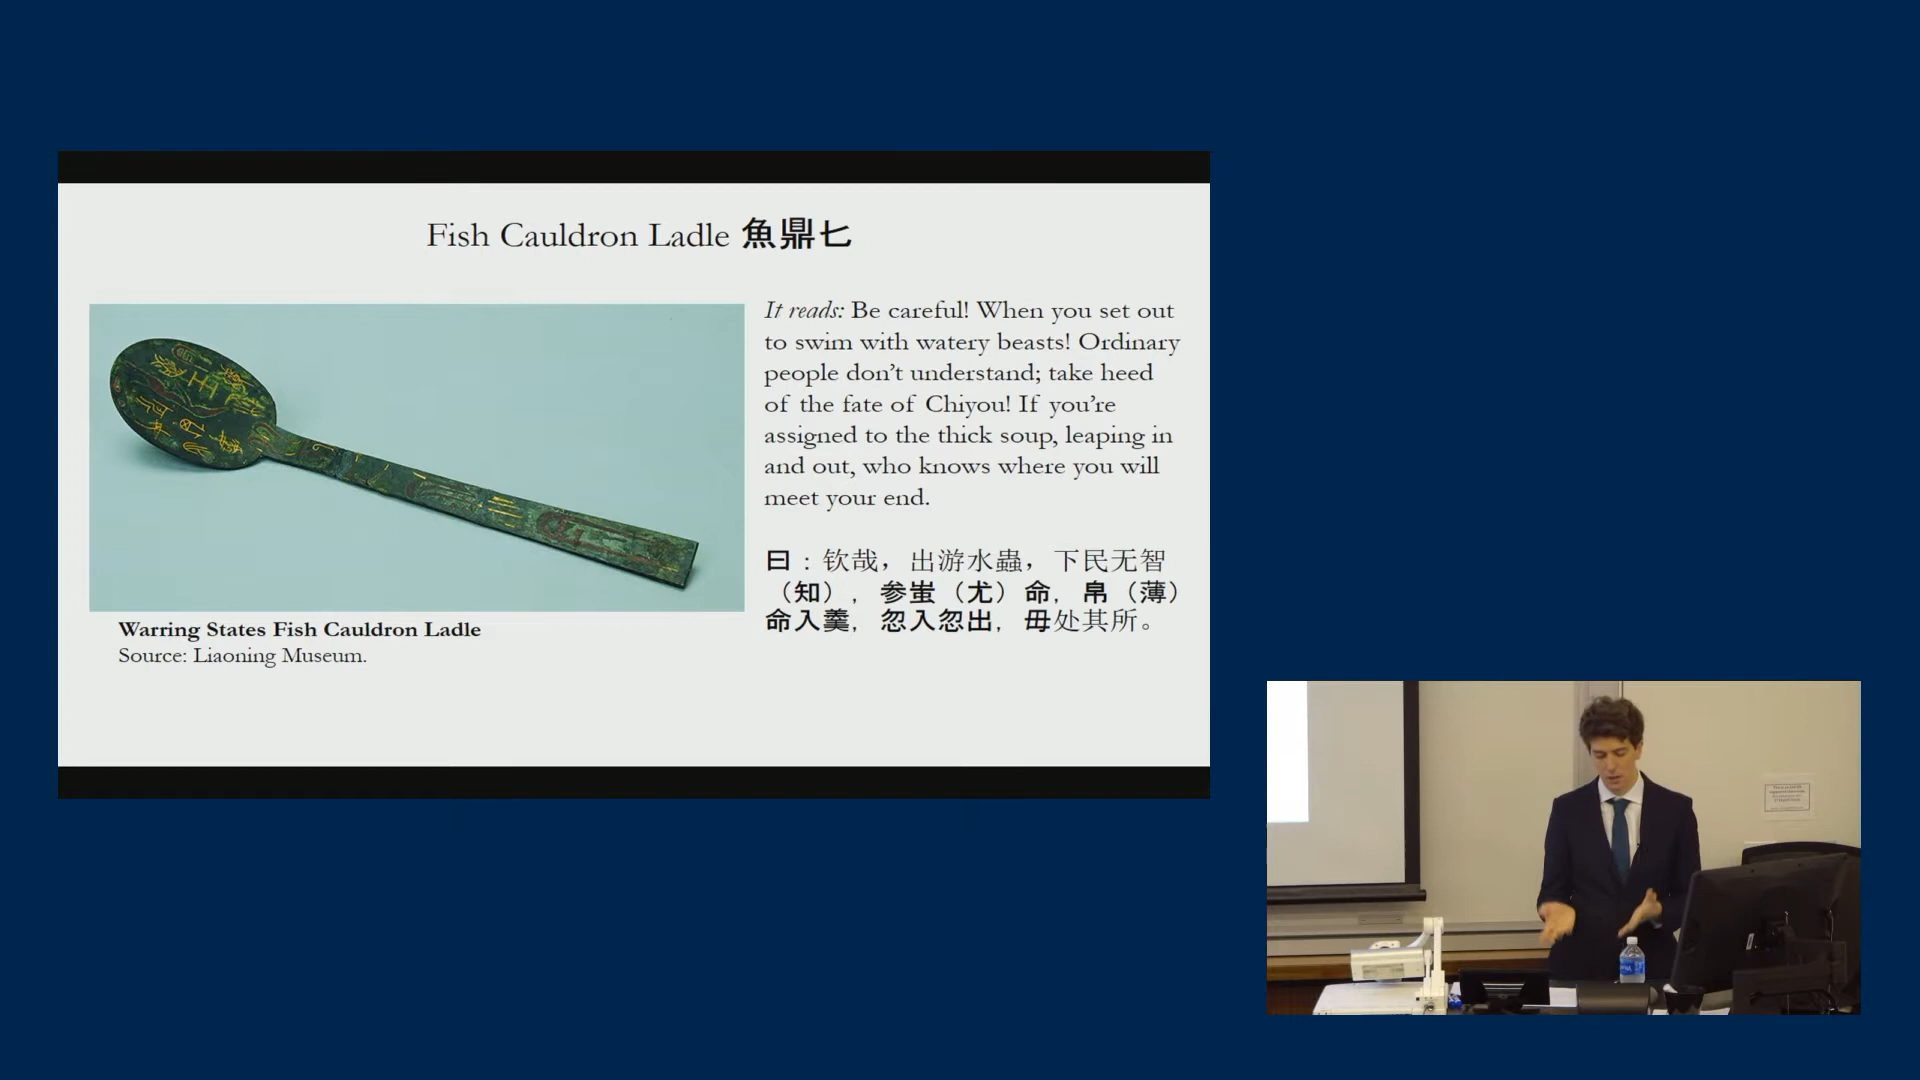 Fish Cauldron Ladle 魚鼎匕
It reads: Be careful! When you set out
to swim with watery beasts! Ordinary
people don't understand; take heed
of the fate of Chiyou! If you're
assigned to the thick soup, leaping in
and out, who knows where you will
meet your end.
曰：钦哉，出游水蟲，下民无智
（知），参蚩（尤）命，帛（薄）
命入羹，忽入忽出，毋处其所。
Warring States Fish Cauldron Ladle
Source: Liaoning Museum.